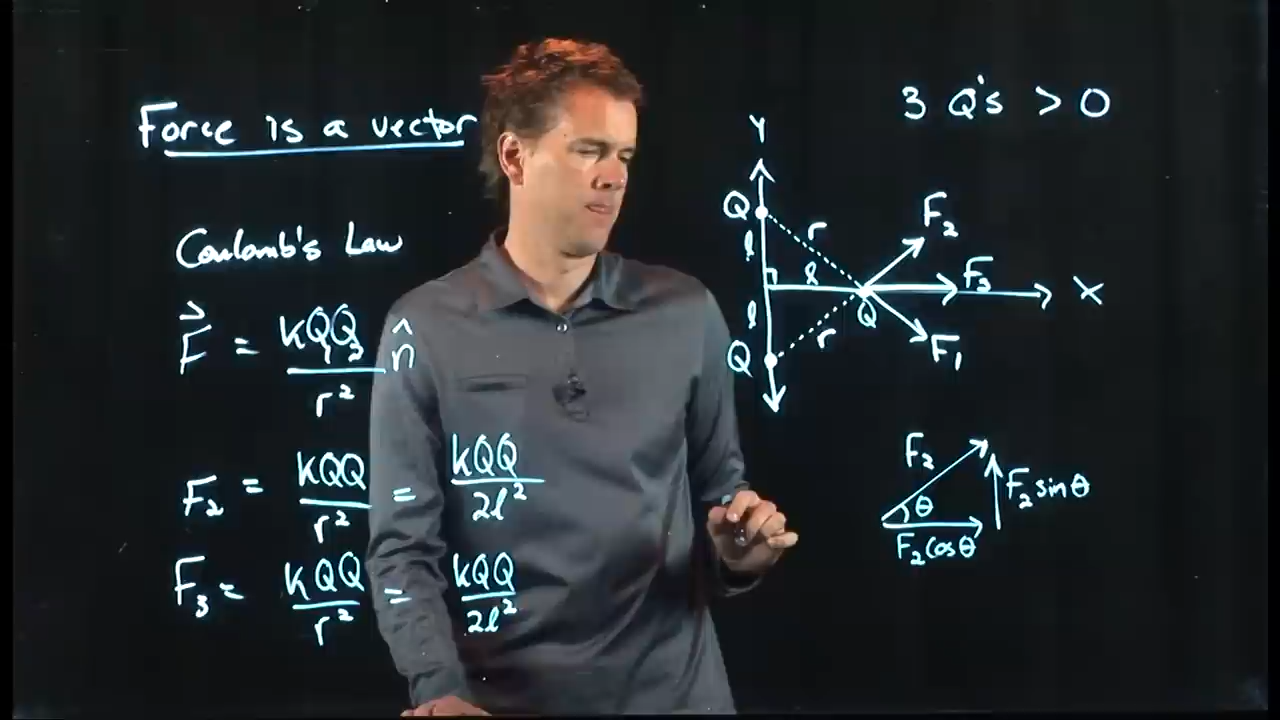 Force is a vector
Coulomb's Law
F⃗ = kQ₁Q₂ / r² n̂
F₂ = kQQ / r² = kQQ / 2l²
F₃ = kQQ / r² = kQQ / 2l²
3 Q's > 0
Y
Q
r
l
l
F₂
F₃
X
Q
l
r
F₁
Q
F₂
θ
F₂ sin θ
F₂ cos θ